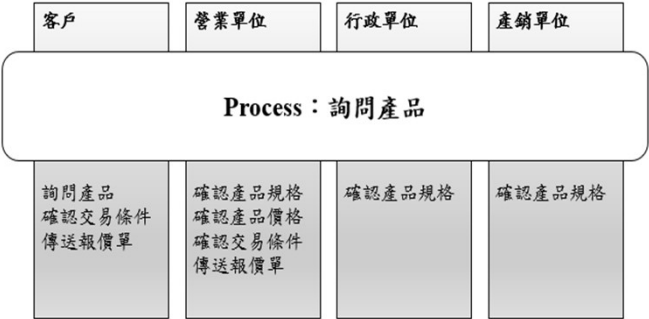 客戶
營業單位
行政單位
產銷單位
Process：詢問產品
詢問產品
確認交易條件
傳送報價單
確認產品規格
確認產品價格
確認交易條件
傳送報價單
確認產品規格
確認產品規格